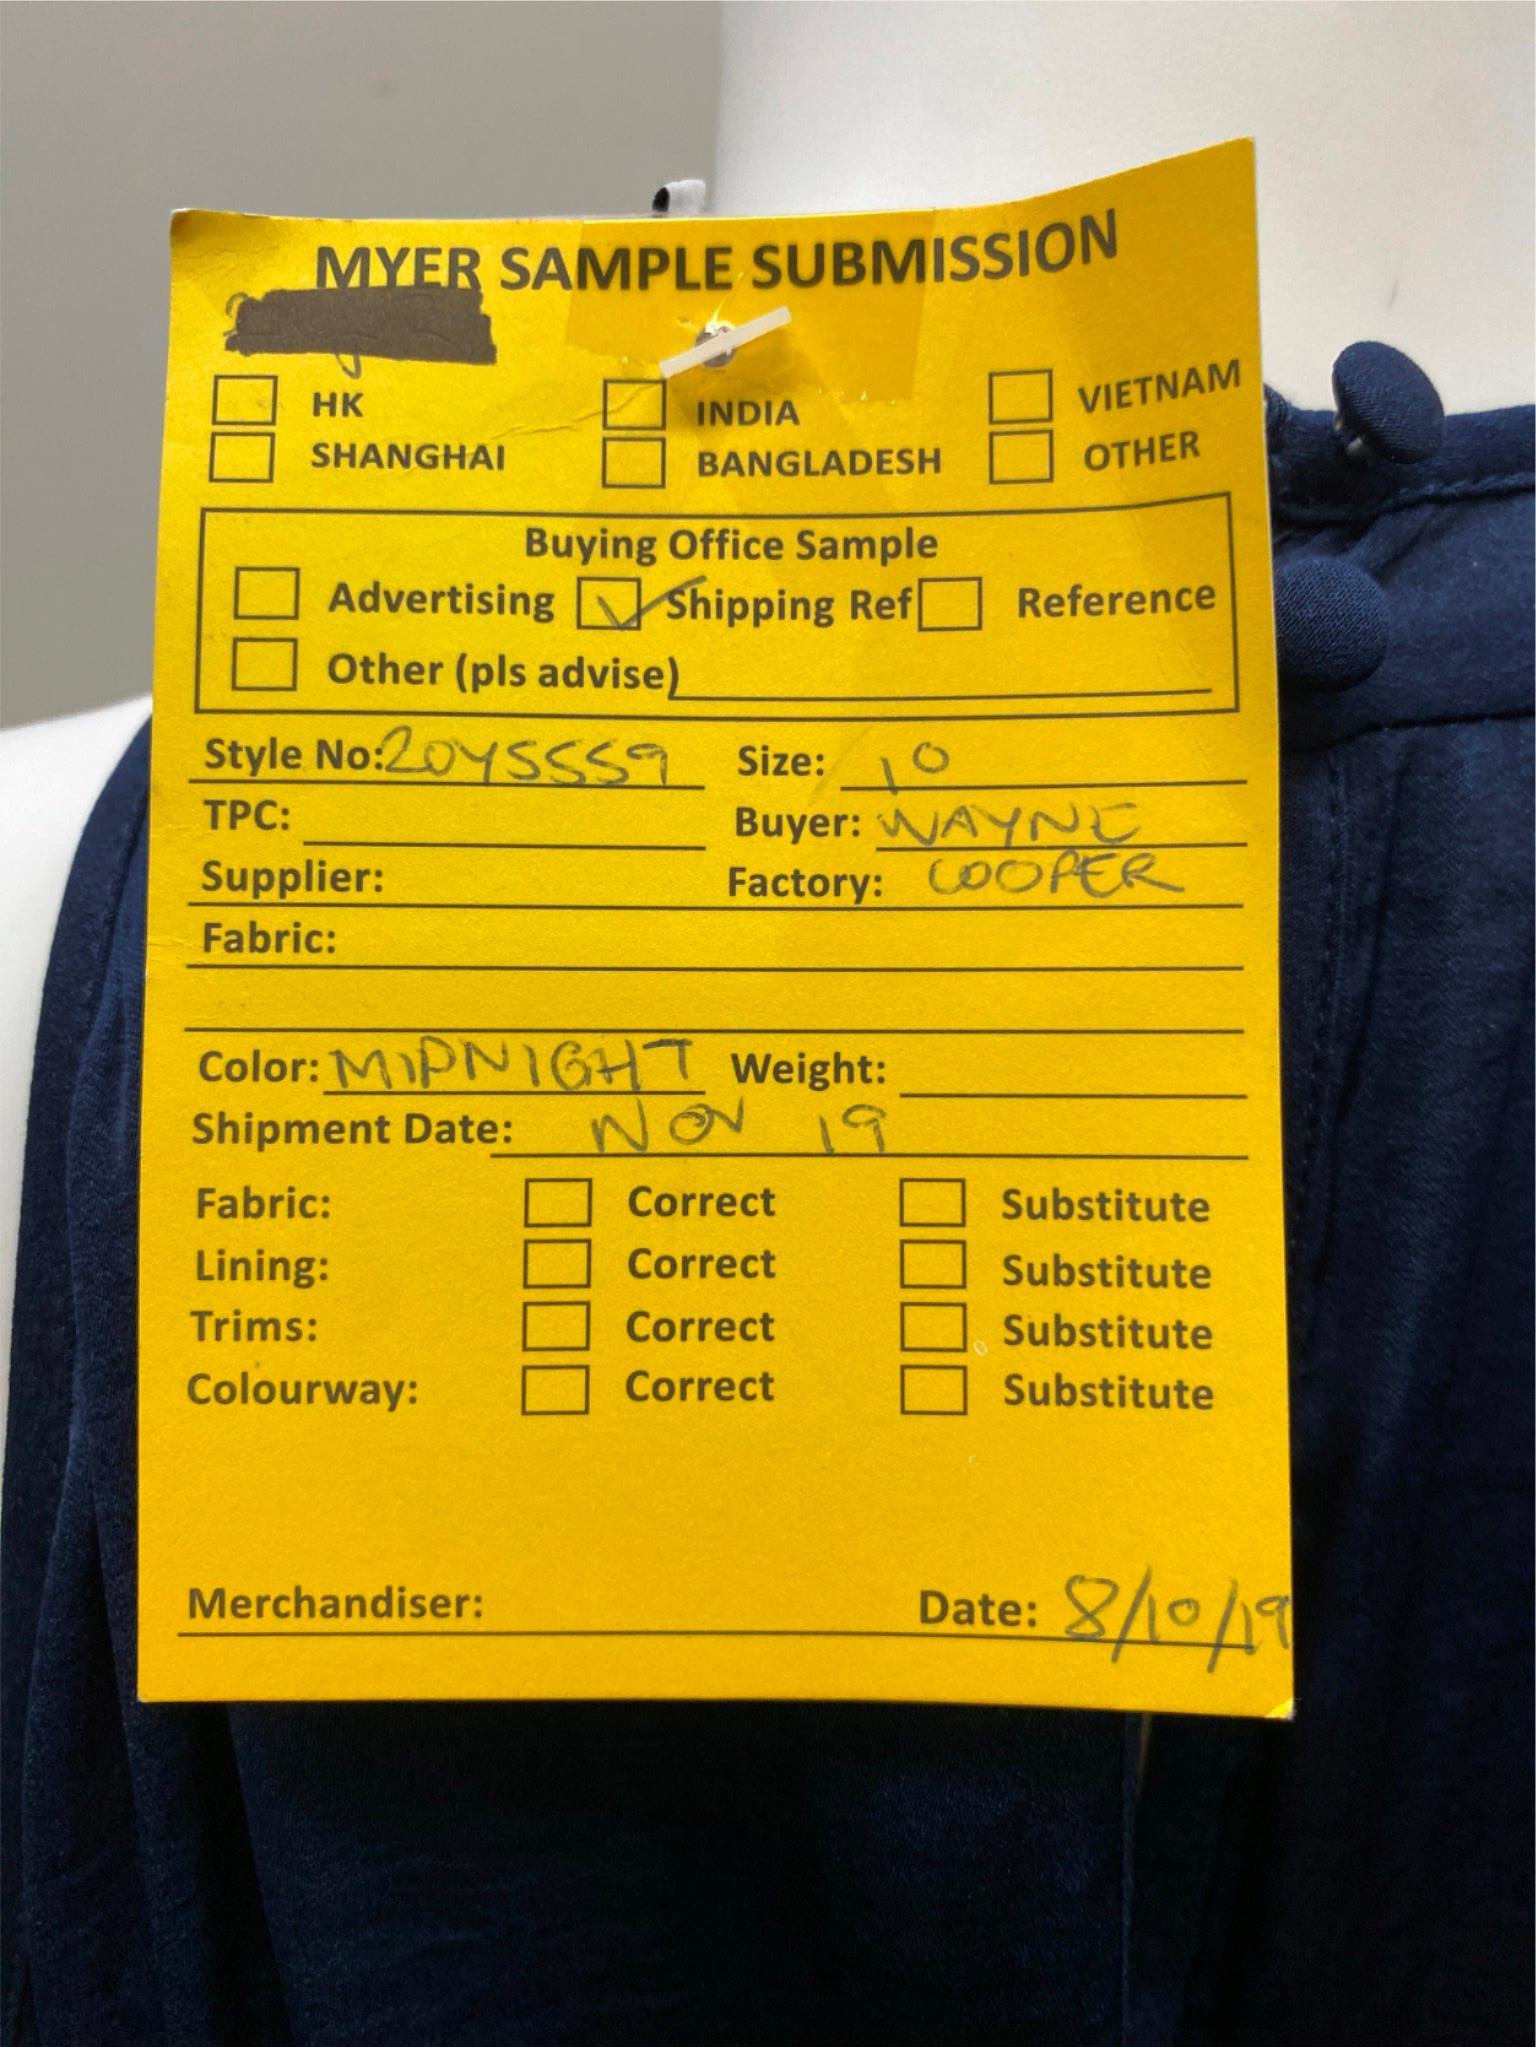 MYER SAMPLE SUBMISSION
HK INDIA VIETNAM
SHANGHAI BANGLADESH OTHER
Buying Office Sample
Advertising Shipping Ref Reference
Other (pls advise)
Style No: 2045559 Size: 10
TPC: Buyer: WAYNE
Supplier: Factory: COOPER
Fabric:
Color: MIDNIGHT Weight:
Shipment Date: NOV 19
Fabric: Correct Substitute
Lining: Correct Substitute
Trims: Correct Substitute
Colourway: Correct Substitute
Merchandiser: Date: 8/10/19